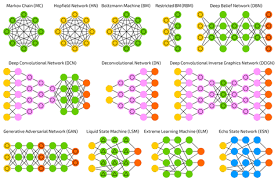 Markov Chain (MC) Hopfield Network (HN) Boltzmann Machine (BM) Restricted BM (RBM) Deep Belief Network (DBN)
Deep Convolutional Network (DCN) Deconvolutional Network (DN) Deep Convolutional Inverse Graphics Network (DCIGN)
Generative Adversarial Network (GAN) Liquid State Machine (LSM) Extreme Learning Machine (ELM) Echo State Network (ESN)